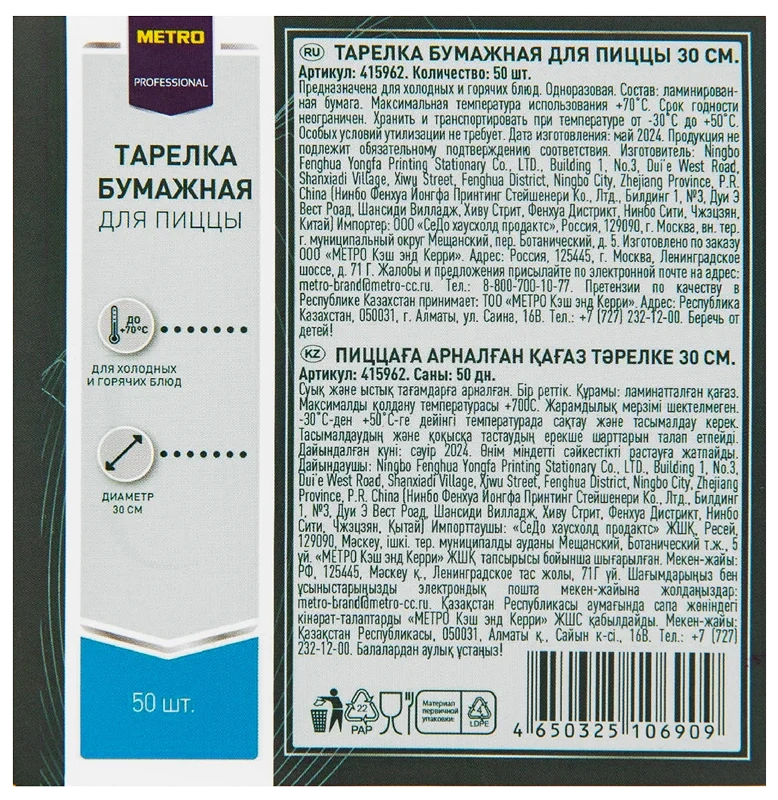 METRO
PROFESSIONAL
ТАРЕЛКА
БУМАЖНАЯ
ДЛЯ ПИЦЦЫ
ДО
+70°C
ДЛЯ ХОЛОДНЫХ
И ГОРЯЧИХ БЛЮД
ДИАМЕТР
30 СМ
50 шт.
RU ТАРЕЛКА БУМАЖНАЯ ДЛЯ ПИЦЦЫ 30 СМ.
Артикул: 415962. Количество: 50 шт.
Предназначена для холодных и горячих блюд. Одноразовая. Состав: ламинирован-
ная бумага. Максимальная температура использования +70˚C. Срок годности
неограничен. Хранить и транспортировать при температуре от -30˚C до +50˚C.
Особых условий утилизации не требует. Дата изготовления: май 2024. Продукция не
подлежит обязательному подтверждению соответствия. Изготовитель: Ningbo
Fenghua Yongfa Printing Stationary Co., LTD., Building 1, No.3, Dui'e West Road,
Shanxiadi Village, Xiwu Street, Fenghua District, Ningbo City, Zhejiang Province, P.R.
China (Нинбо Фенхуа Йонгфа Принтинг Стейшенери Ко., Лтд., Билдинг 1, №3, Дуи Э
Вест Роад, Шансиди Вилладж, Хиву Стрит, Фенхуа Дистрикт, Нинбо Сити, Чжэцзян,
Китай) Импортер: ООО «СеДо хаусхолд продактс», Россия, 129090, г. Москва, вн. тер.
г. муниципальный округ Мещанский, пер. Ботанический, д. 5. Изготовлено по заказу
ООО «МЕТРО Кэш энд Керри». Адрес: Россия, 125445, г. Москва, Ленинградское
шоссе, д. 71 Г. Жалобы и предложения присылайте по электронной почте на адрес:
metro-brand@metro-cc.ru. Тел.: 8-800-700-10-77. Претензии по качеству в
Республике Казахстан принимает: ТОО «МЕТРО Кэш энд Керри». Адрес: Республика
Казахстан, 050031, г. Алматы, ул. Саина, 16В. Тел.: +7 (727) 232-12-00. Беречь от
детей!
KZ ПИЦЦАҒА АРНАЛҒАН ҚАҒАЗ ТӘРЕЛКЕ 30 СМ.
Артикул: 415962. Саны: 50 дн.
Суық және ыстық тағамдарға арналған. Бір реттік. Құрамы: ламинатталған қағаз.
Максималды қолдану температурасы +700C. Жарамдылық мерзімі шектелмеген.
-30˚C-ден +50˚C-ге дейінгі температурада сақтау және тасымалдау керек.
Тасымалдаудың және қоқысқа тастаудың ерекше шарттарын талап етпейді.
Дайындалған күні: сәуір 2024. Өнім міндетті сәйкестікті растауға жатпайды.
Дайындаушы: Ningbo Fenghua Yongfa Printing Stationary Co., LTD., Building 1, No.3,
Dui'e West Road, Shanxiadi Village, Xiwu Street, Fenghua District, Ningbo City, Zhejiang
Province, P.R. China (Нинбо Фенхуа Йонгфа Принтинг Стейшенери Ко., Лтд., Билдинг
1, №3, Дуи Э Вест Роад, Шансиди Вилладж, Хиву Стрит, Фенхуа Дистрикт, Нинбо
Сити, Чжэцзян, Қытай) Импорттаушы: «СеДо хаусхолд продактс» ЖШҚ, Ресей,
129090, Мәскеу, ішкі. тер. муниципалды ауданы Мещанский, Ботанический т.ж., 5
үй. «МЕТРО Кэш энд Керри» ЖШҚ тапсырысы бойынша шығарылған. Мекен-жайы:
РФ, 125445, Мәскеу қ., Ленинградское тас жолы, 71Г үй. Шағымдарыңыз бен
ұсыныстарыңызды электрондық пошта мекен-жайына жолдаңыздар:
metro-brand@metro-cc.ru. Қазақстан Республикасы аумағында сапа жөніндегі
кінарат-талаптарды «МЕТРО Кэш энд Керри» ЖШС қабылдайды. Мекен-жайы:
Қазақстан Республикасы, 050031, Алматы қ., Сайын к-сі., 16В. Тел.: +7 (727)
232-12-00. Балалардан аулық ұстаңыз!
22
PAP
Материал
первичной
упаковки:
4
LDPE
4 650325 106909